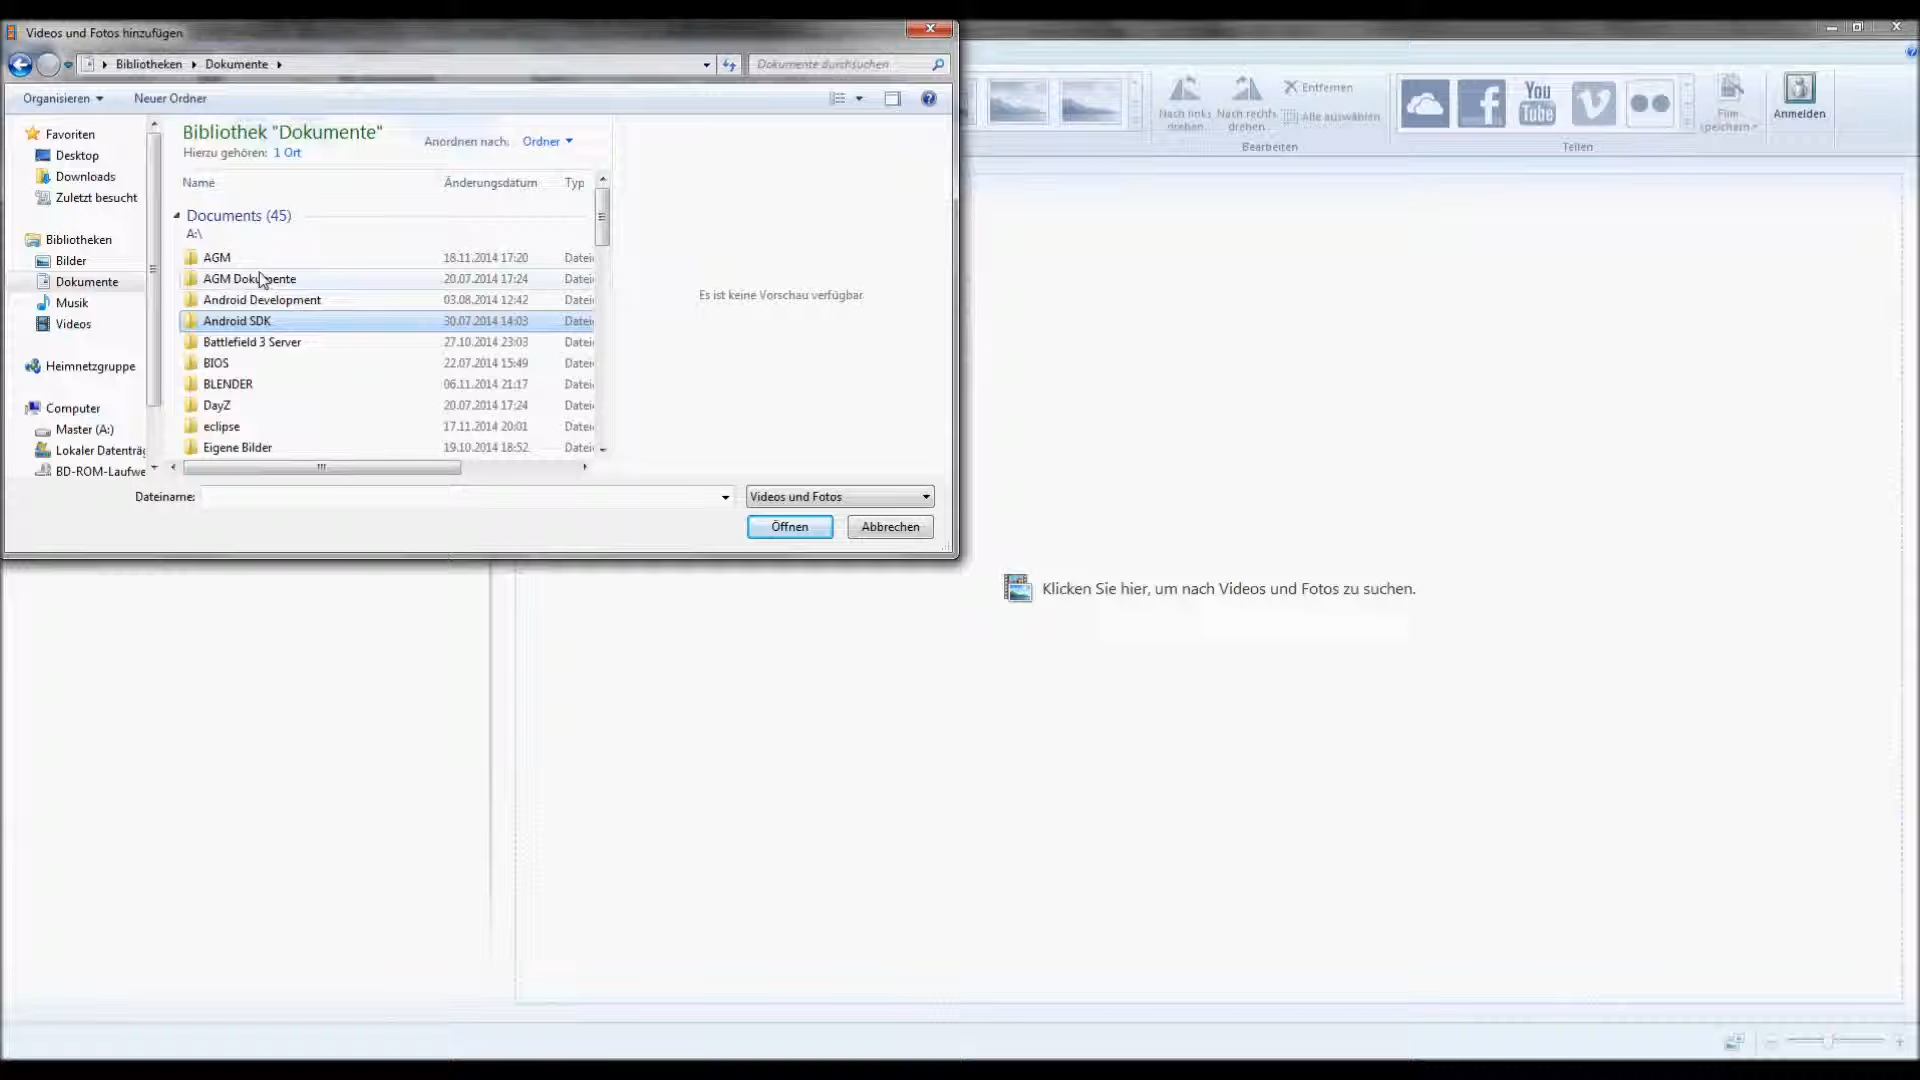 Videos und Fotos hinzufügen
Bibliotheken Dokumente
Dokumente durchsuchen
Organisieren Neuer Ordner
Favoriten
Desktop
Downloads
Zuletzt besucht
Bibliotheken
Bilder
Dokumente
Musik
Videos
Heimnetzgruppe
Computer
Master (A:)
Lokaler Datenträg
BD-ROM-Laufwe
Bibliothek "Dokumente"
Hierzu gehören: 1 Ort
Anordnen nach: Ordner
Name Änderungsdatum Typ
Documents (45)
A:\
AGM 18.11.2014 17:20 Datei
AGM Dokumente 20.07.2014 17:24 Datei
Android Development 03.08.2014 12:42 Datei
Android SDK 30.07.2014 14:03 Datei
Battlefield 3 Server 27.10.2014 23:03 Datei
BIOS 22.07.2014 15:49 Datei
BLENDER 06.11.2014 21:17 Datei
DayZ 20.07.2014 17:24 Datei
eclipse 17.11.2014 20:01 Datei
Eigene Bilder 19.10.2014 18:52 Datei
Es ist keine Vorschau verfügbar.
Dateiname:
Videos und Fotos
Öffnen Abbrechen
Nach links drehen
Nach rechts drehen
Entfernen
Alle auswählen
Bearbeiten
f
You
Tube
v
Film speichern
Teilen
Anmelden
Klicken Sie hier, um nach Videos und Fotos zu suchen.